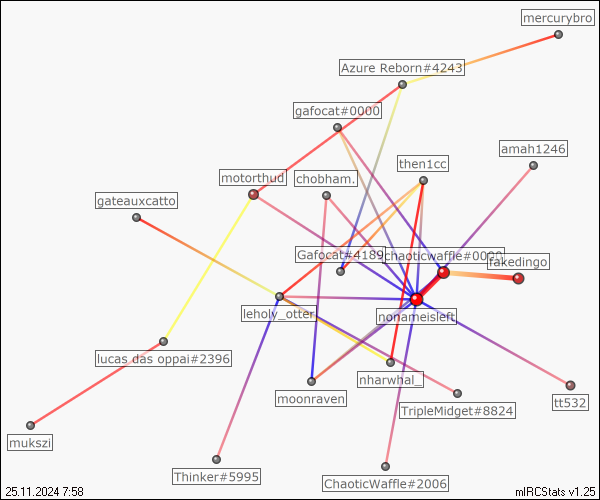 mercurybro
Azure Reborn#4243
gafocat#0000
amah1246
then1cc
motorthud
chobham.
gateauxcatto
Gafocat#4189
chaoticwaffle#0000
fakedingo
leholy_otter
nonameisleft
lucas das oppai#2396
nharwhal_
moonraven
TripleMidget#8824
tt532
mukszi
Thinker#5995
ChaoticWaffle#2006
25.11.2024 7:58
mIRCStats v1.25